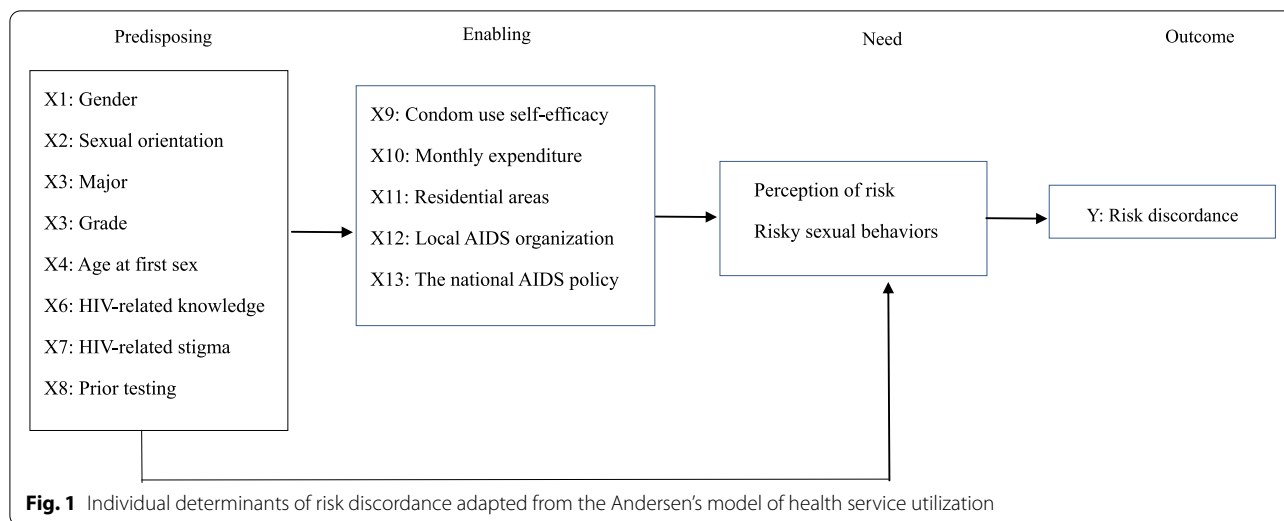 Predisposing
Enabling
Need
Outcome
X1: Gender
X2: Sexual orientation
X3: Major
X3: Grade
X4: Age at first sex
X6: HIV-related knowledge
X7: HIV-related stigma
X8: Prior testing
X9: Condom use self-efficacy
X10: Monthly expenditure
X11: Residential areas
X12: Local AIDS organization
X13: The national AIDS policy
Perception of risk
Risky sexual behaviors
Y: Risk discordance
Fig. 1 Individual determinants of risk discordance adapted from the Andersen's model of health service utilization